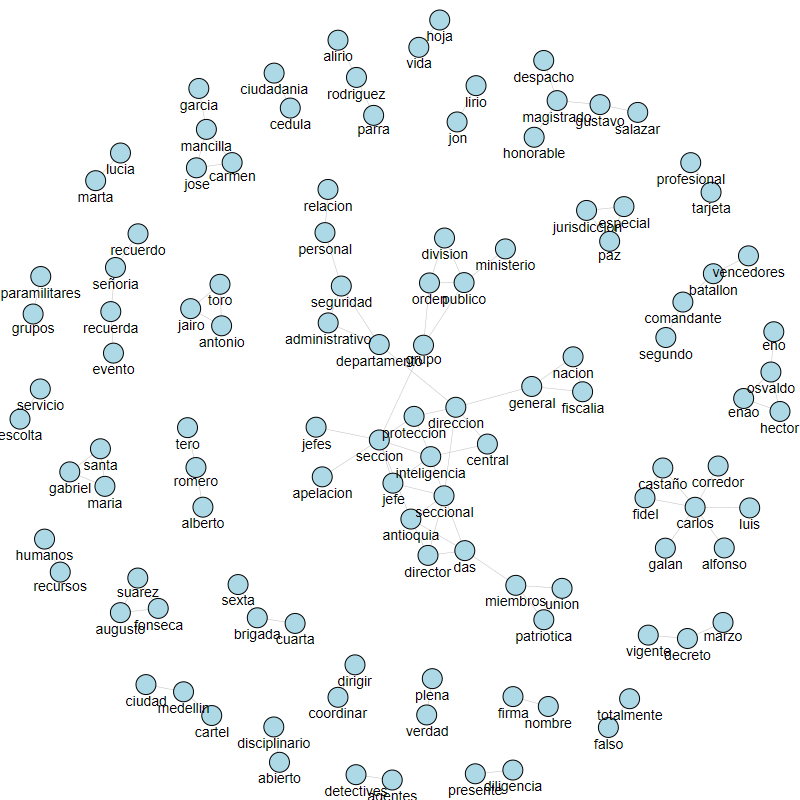 hoja
vida
alirio
rodriguez
parra
ciudadania
cedula
garcia
mancilla
jose
carmen
lirio
jon
despacho
magistrado
gustavo
salazar
honorable
lucia
marta
profesional
tarjeta
relacion
personal
seguridad
administrativo
departamento
jurisdiccion
especial
paz
recuerdo
señoria
recuerda
evento
division
orden
publico
grupo
ministerio
vencedores
batallon
comandante
segundo
paramilitares
grupos
toro
jairo
antonio
eno
osvaldo
enao
hector
nacion
general
fiscalia
servicio
escolta
direccion
proteccion
jefes
seccion
central
inteligencia
apelacion
jefe
seccional
antioquia
director
das
tero
romero
alberto
santa
gabriel
maria
castaño
corredor
fidel
carlos
luis
galan
alfonso
humanos
recursos
suarez
augusto
fonseca
sexta
brigada
cuarta
miembros
union
patriotica
vigente
decreto
marzo
ciudad
medellin
cartel
dirigir
coordinar
plena
verdad
firma
nombre
totalmente
falso
disciplinario
abierto
detectives
agentes
presente
diligencia